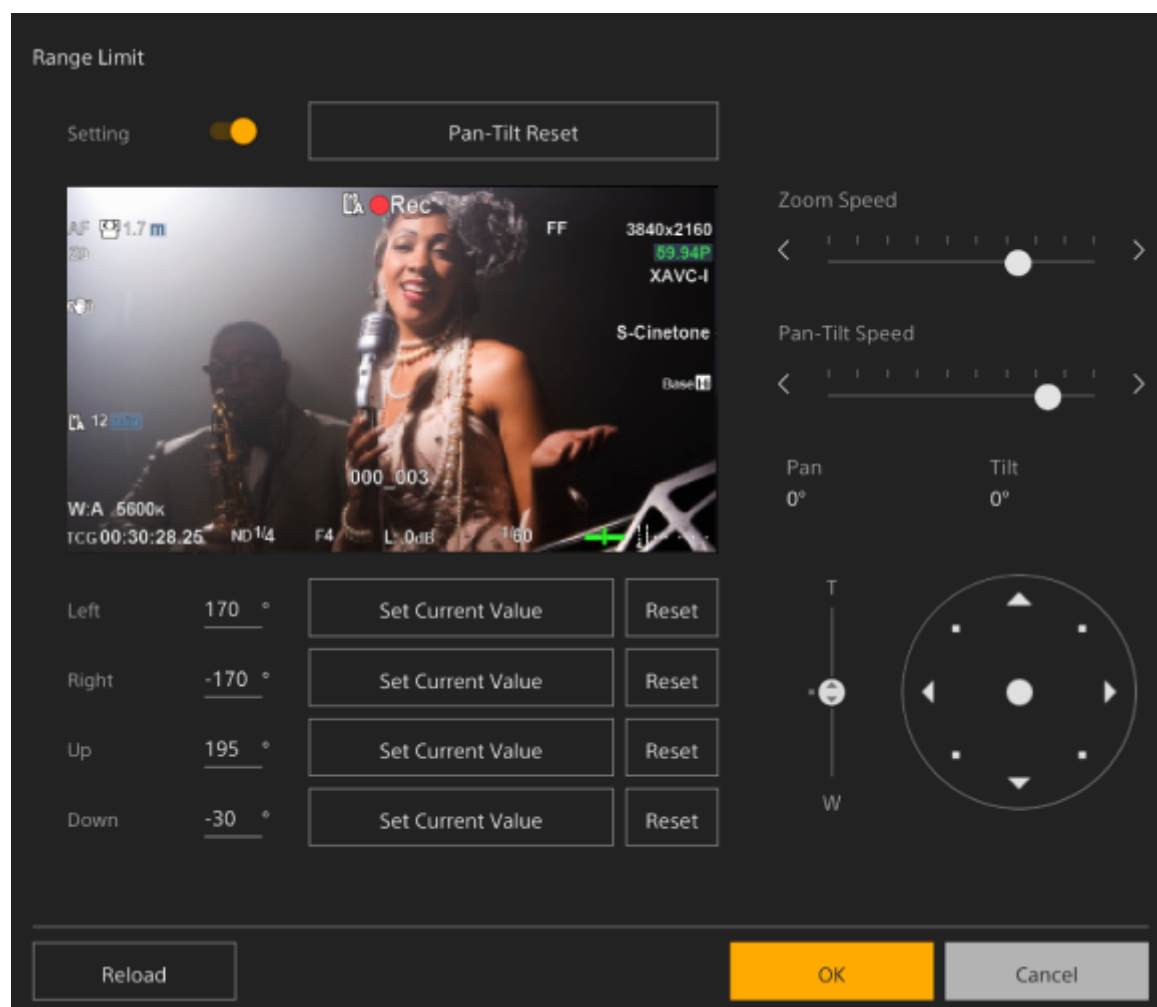 Range Limit
Setting
Pan-Tilt Reset
Rec
AF 1.7 m
FF
3840x2160
59.94P
XAVC-I
S-Cinetone
Base H
12
000_003
W:A 5600K
TCG 00:30:28.25 ND1/4 F4 L: 0dB 1/60
Zoom Speed
Pan-Tilt Speed
Pan Tilt
0° 0°
Left 170 ° Set Current Value Reset
Right -170 ° Set Current Value Reset
Up 195 ° Set Current Value Reset
Down -30 ° Set Current Value Reset
T
W
Reload
OK
Cancel